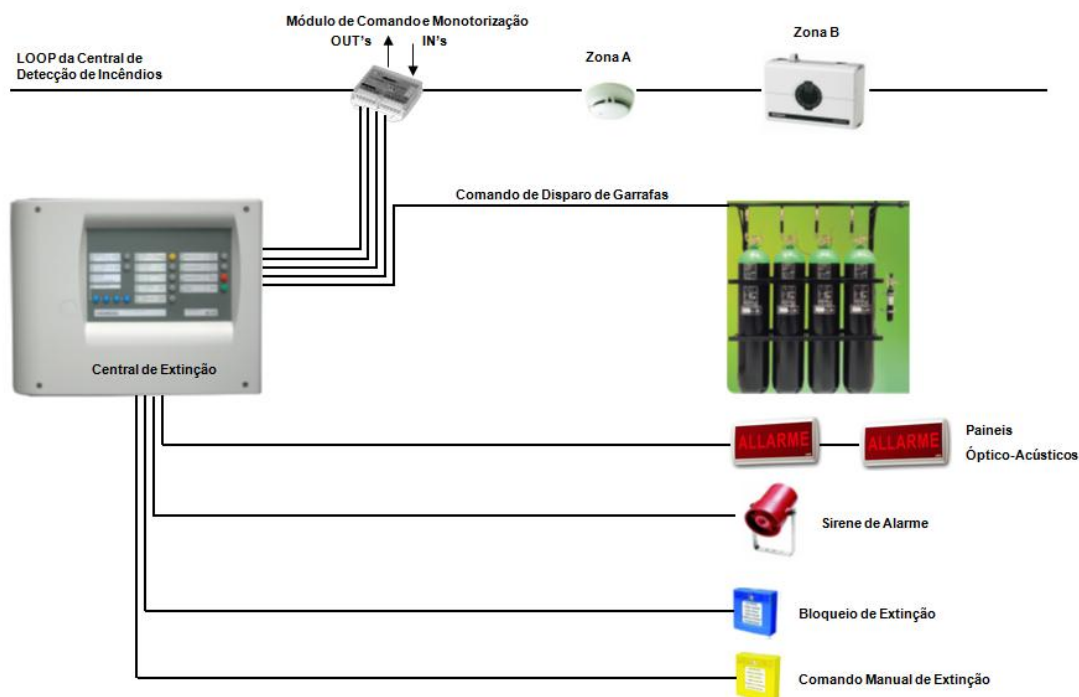 Módulo de Comando e Monotorização
OUT's
IN's
LOOP da Central de
Detecção de Incêndios
Zona A
Zona B
Comando de Disparo de Garrafas
Central de Extinção
ALLARME
ALLARME
Paineis
Óptico-Acústicos
Sirene de Alarme
Bloqueio de Extinção
Comando Manual de Extinção